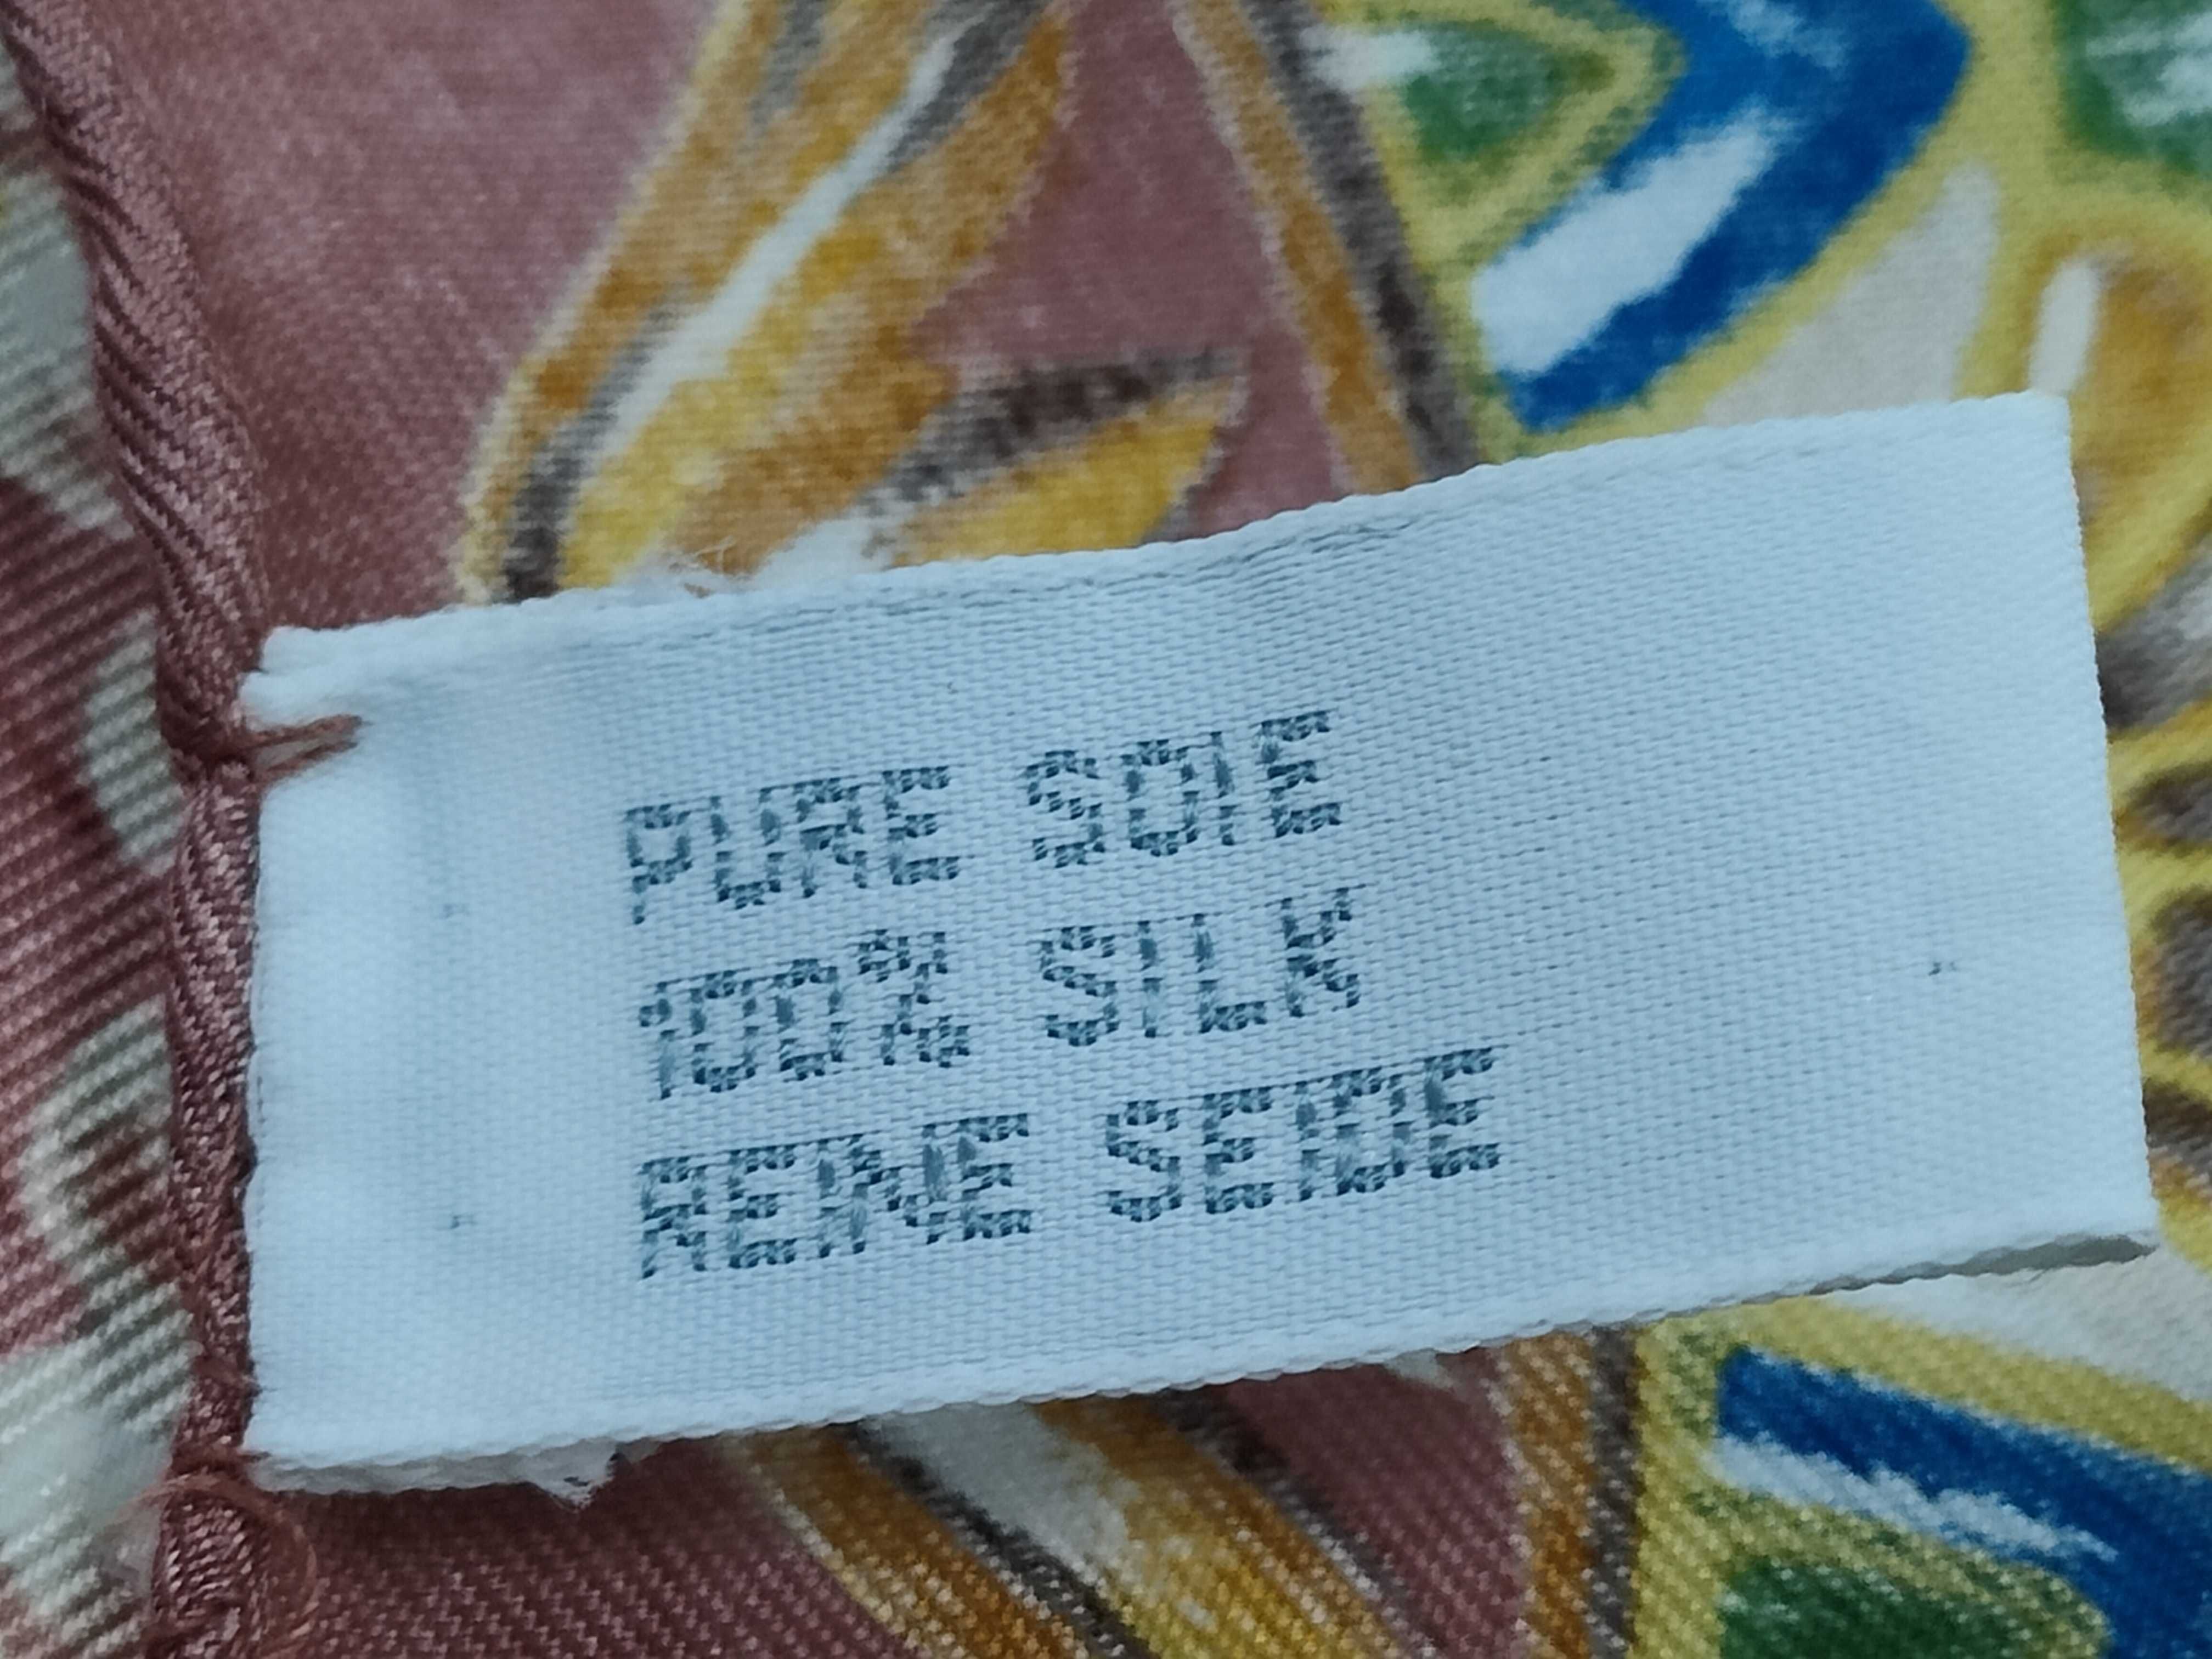 PURE SOIE
100% SILK
REINE SEIDE